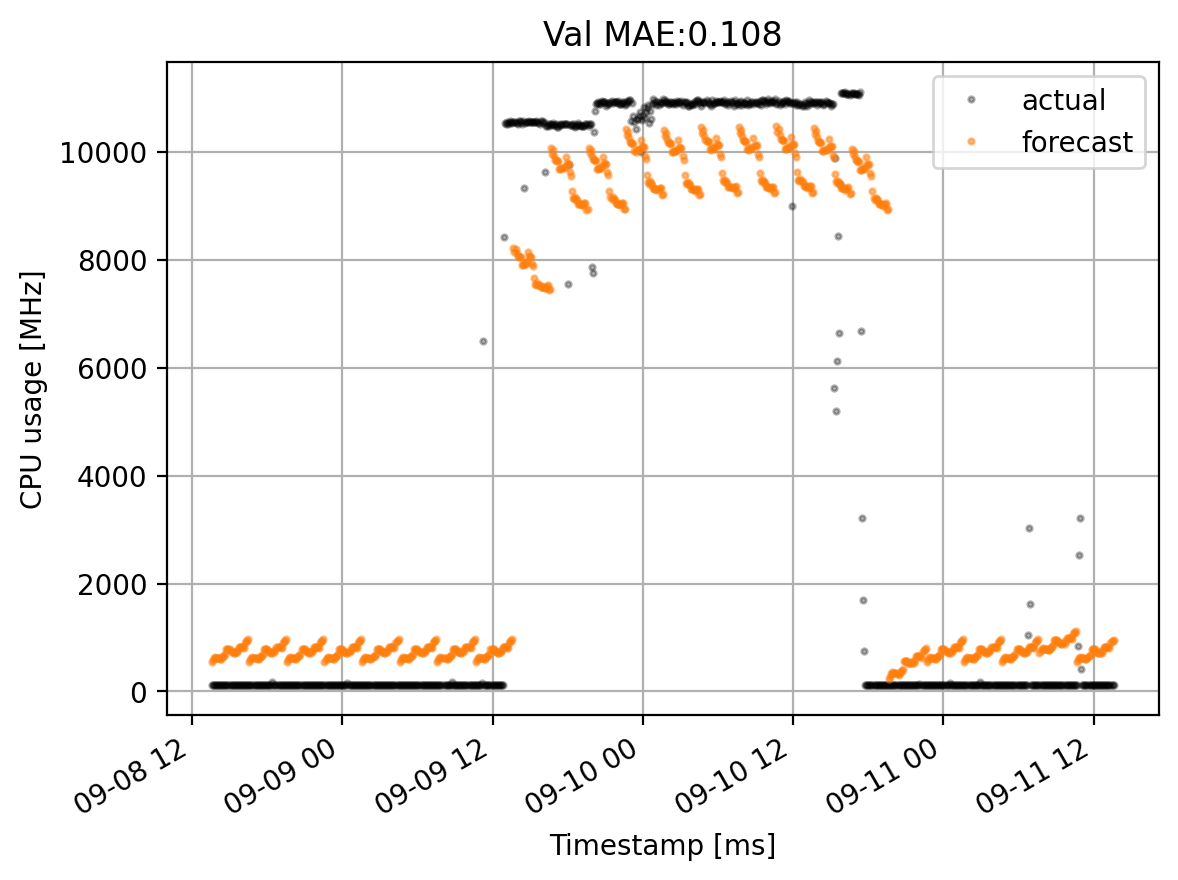 Val MAE:0.108
actual
forecast
CPU usage [MHz]
10000
8000
6000
4000
2000
0
09-08 12
09-09 00
09-09 12
09-10 00
09-10 12
09-11 00
09-11 12
Timestamp [ms]